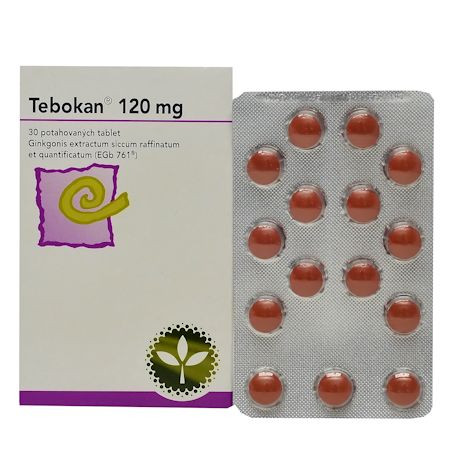 Tebokan® 120 mg
30 potahovaných tablet
Ginkgonis extractum siccum raffinatum
et quantificatum (EGb 761®)